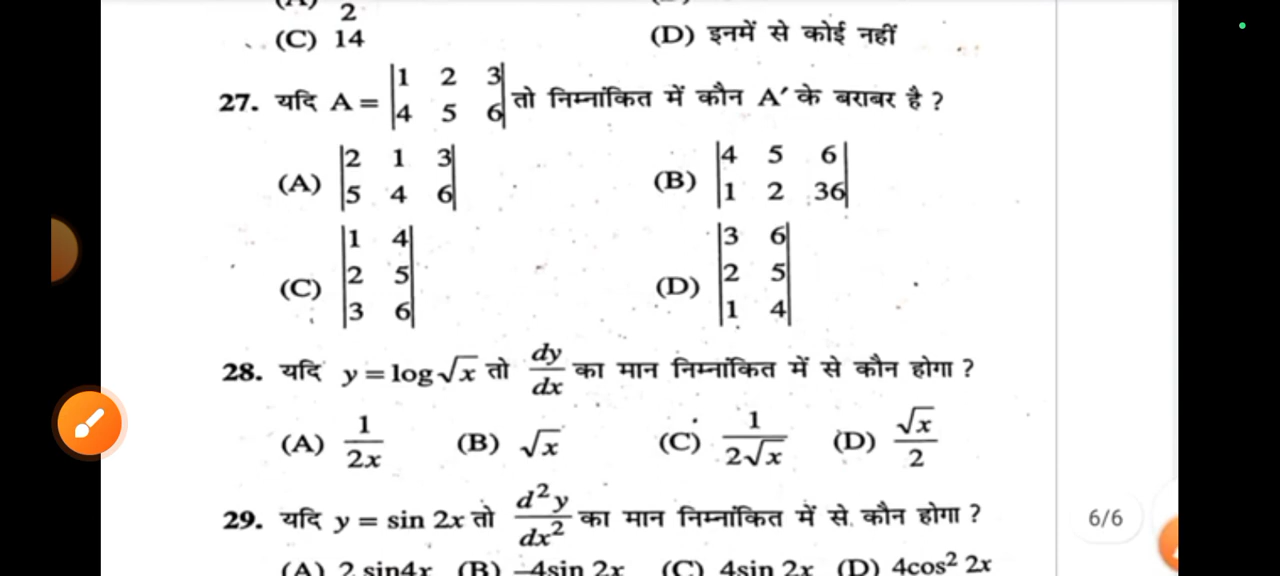 2
(C) 14 (D) इनमें से कोई नहीं
27. यदि A = |1 2 3| तो निम्नांकित में कौन A′ के बराबर है ?
|4 5 6|
(A) |2 1 3| (B) |4 5 6|
|5 4 6| |1 2 36|
(C) |1 4| (D) |3 6|
|2 5| |2 5|
|3 6| |1 4|
28. यदि y = log√x तो dy/dx का मान निम्नांकित में से कौन होगा ?
(A) 1/2x (B) √x (C) 1/2√x (D) √x/2
29. यदि y = sin 2x तो d²y/dx² का मान निम्नांकित में से कौन होगा ?
(A) 2 sin4x (B) –4sin 2x (C) 4sin 2x (D) 4cos² 2x
6/6